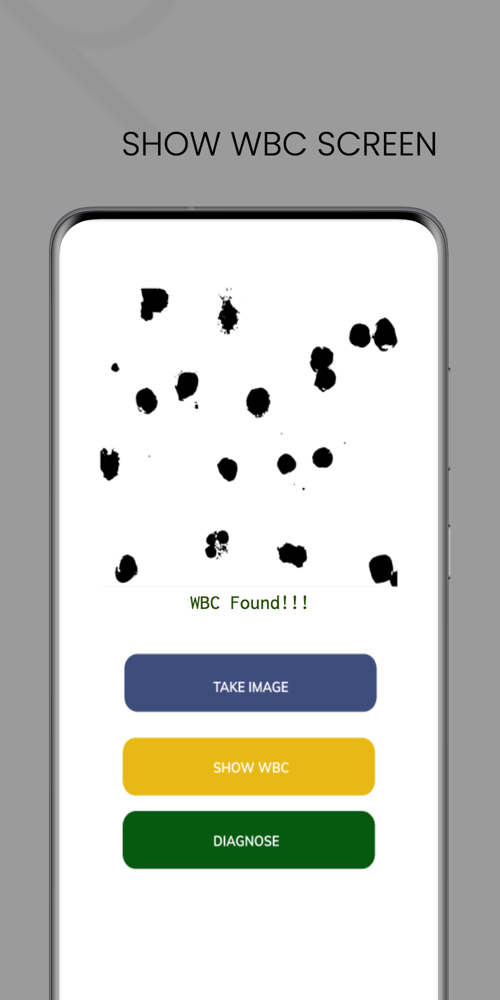 SHOW WBC SCREEN
WBC Found!!!
TAKE IMAGE
SHOW WBC
DIAGNOSE